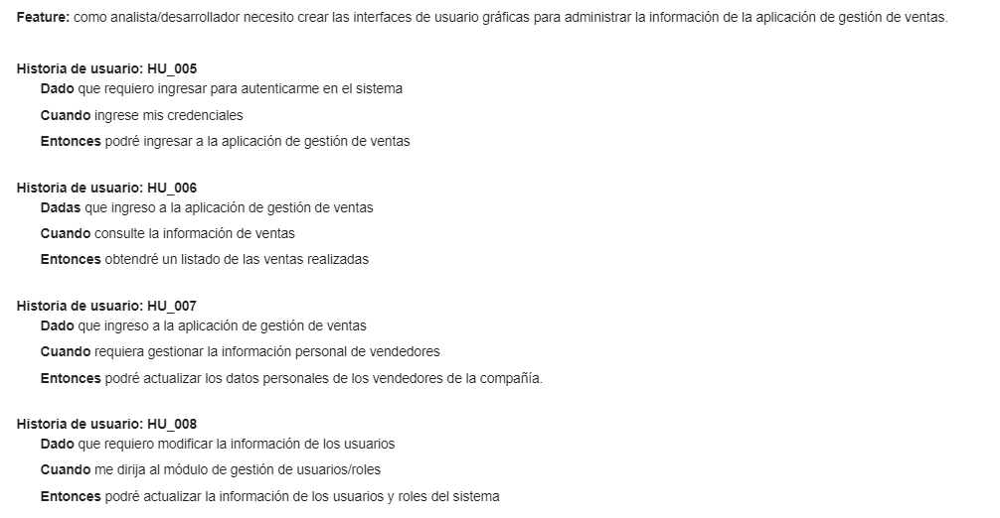 Feature: como analista/desarrollador necesito crear las interfaces de usuario gráficas para administrar la información de la aplicación de gestión de ventas.
Historia de usuario: HU_005
Dado que requiero ingresar para autenticarme en el sistema
Cuando ingrese mis credenciales
Entonces podré ingresar a la aplicación de gestión de ventas
Historia de usuario: HU_006
Dadas que ingreso a la aplicación de gestión de ventas
Cuando consulte la información de ventas
Entonces obtendré un listado de las ventas realizadas
Historia de usuario: HU_007
Dado que ingreso a la aplicación de gestión de ventas
Cuando requiera gestionar la información personal de vendedores
Entonces podré actualizar los datos personales de los vendedores de la compañía.
Historia de usuario: HU_008
Dado que requiero modificar la información de los usuarios
Cuando me dirija al módulo de gestión de usuarios/roles
Entonces podré actualizar la información de los usuarios y roles del sistema